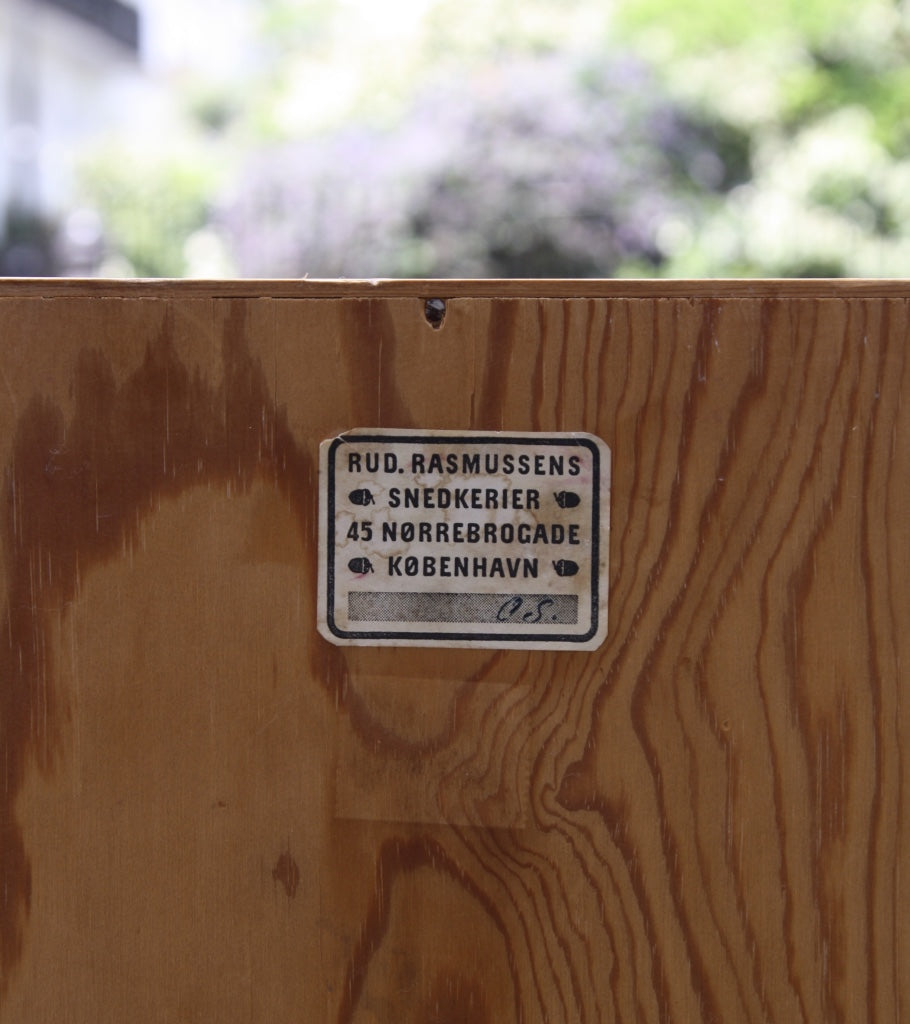 RUD. RASMUSSENS
SNEDKERIER
45 NØRREBROGADE
KØBENHAVN
C. S.